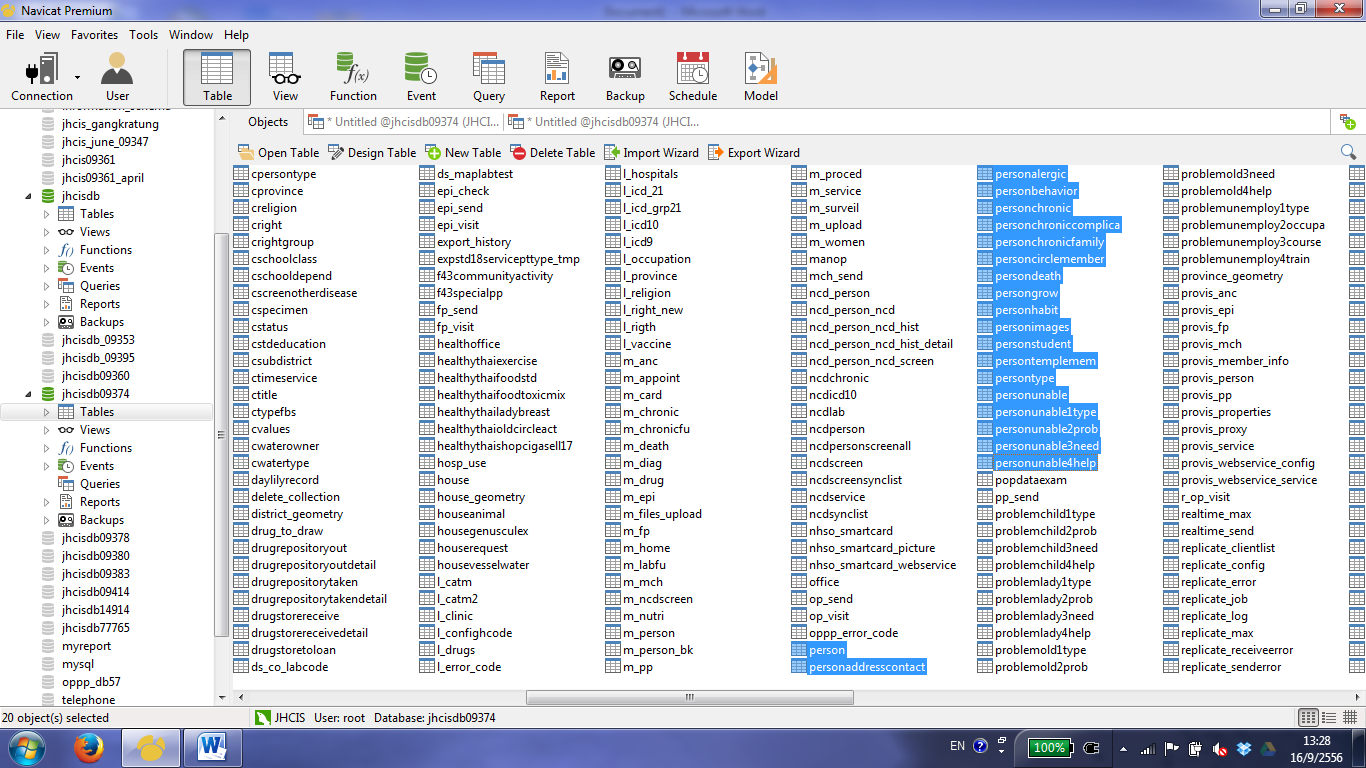 Navicat Premium
File View Favorites Tools Window Help
Connection User Table View Function Event Query Report Backup Schedule Model
jhcis_gangkratung
jhcis_june_09347
jhcis09361
jhcis09361_april
jhcisdb
Tables
Views
Functions
Events
Queries
Reports
Backups
jhcisdb_09353
jhcisdb_09395
jhcisdb09360
jhcisdb09374
Tables
Views
Functions
Events
Queries
Reports
Backups
jhcisdb09378
jhcisdb09380
jhcisdb09383
jhcisdb09414
jhcisdb14914
jhcisdb77765
myreport
mysql
oppp_db57
telephone
Objects * Untitled @jhcisdb09374 (JHCI... * Untitled @jhcisdb09374 (JHCI...
Open Table Design Table New Table Delete Table Import Wizard Export Wizard
cpersontype
cprovince
creligion
cright
crightgroup
cschoolclass
cschooldepend
cscreenotherdisease
cspecimen
cstatus
cstdeducation
csubdistrict
ctimeservice
ctitle
ctypefbs
cvalues
cwaterowner
cwatertype
daylilyrecord
delete_collection
district_geometry
drug_to_draw
drugrepositoryout
drugrepositoryoutdetail
drugrepositorytaken
drugrepositorytakendetail
drugstorereceive
drugstorereceivedetail
drugstoretoloan
ds_co_labcode
ds_maplabtest
epi_check
epi_send
epi_visit
export_history
expstd18servicepttype_tmp
f43communityactivity
f43specialpp
fp_send
fp_visit
healthoffice
healthythaiexercise
healthythaifoodstd
healthythaifoodtoxicmix
healthythailadybreast
healthythaioldcircleact
healthythaishopcigasell17
hosp_use
house
house_geometry
houseanimal
housegenusculex
houserequest
housevesselwater
l_catm
l_catm2
l_clinic
l_configlcode
l_drugs
l_error_code
l_hospitals
l_icd_21
l_icd_grp21
l_icd10
l_icd9
l_occupation
l_province
l_religion
l_right_new
l_rigth
l_vaccine
m_anc
m_appoint
m_card
m_chronic
m_chronicfu
m_death
m_diag
m_drug
m_epi
m_files_upload
m_fp
m_home
m_labfu
m_mch
m_ncdscreen
m_nutri
m_person
m_person_bk
m_pp
m_proced
m_service
m_surveil
m_upload
m_women
manop
mch_send
ncd_person
ncd_person_ncd
ncd_person_ncd_hist
ncd_person_ncd_hist_detail
ncd_person_ncd_screen
ncdchronic
ncdicd10
ncdlab
ncdperson
ncdpersonscreenall
ncdscreen
ncdscreensynclist
ncdservice
ncdsynclist
nhso_smartcard
nhso_smartcard_picture
nhso_smartcard_webservice
office
op_send
op_visit
oppp_error_code
person
personaddresscontact
personalergic
personbehavior
personchronic
personchroniccomplica
personchronicfamily
personcirclemember
persondeath
persongrow
personhabit
personimages
personstudent
persontemplemem
persontype
personunable
personunable1type
personunable2prob
personunable3need
personunable4help
popdataexam
pp_send
problemchild1type
problemchild2prob
problemchild3need
problemchild4help
problemlady1type
problemlady2prob
problemlady3need
problemlady4help
problemold1type
problemold2prob
problemold3need
problemold4help
problemunemploy1type
problemunemploy2occupa
problemunemploy3course
problemunemploy4train
province_geometry
provis_anc
provis_epi
provis_fp
provis_mch
provis_member_info
provis_person
provis_pp
provis_properties
provis_proxy
provis_service
provis_webservice_config
provis_webservice_service
r_op_visit
realtime_max
realtime_send
replicate_clientlist
replicate_config
replicate_error
replicate_job
replicate_log
replicate_max
replicate_receiveerror
replicate_senderror
20 object(s) selected JHCIS User: root Database: jhcisdb09374
EN 100% 13:28
16/9/2556